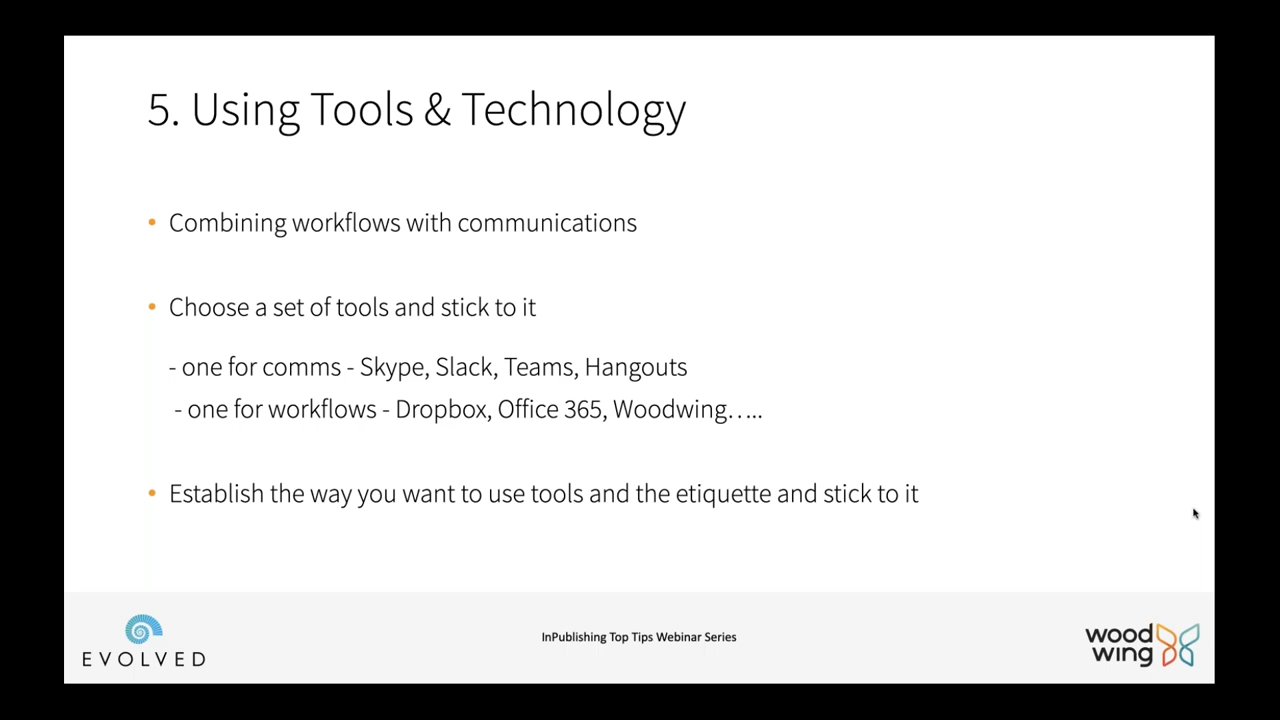 5. Using Tools & Technology
• Combining workflows with communications
• Choose a set of tools and stick to it
- one for comms - Skype, Slack, Teams, Hangouts
- one for workflows - Dropbox, Office 365, Woodwing.....
• Establish the way you want to use tools and the etiquette and stick to it
EVOLVED
InPublishing Top Tips Webinar Series
wood
wing